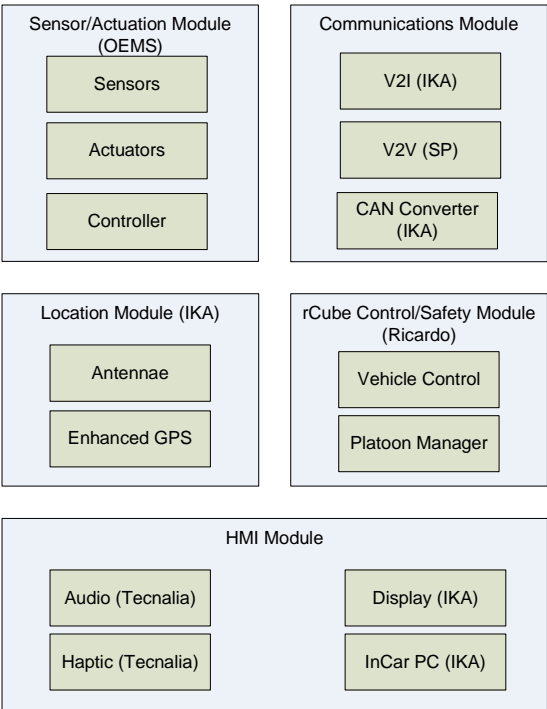 Sensor/Actuation Module
(OEMS)
Sensors
Actuators
Controller
Communications Module
V2I (IKA)
V2V (SP)
CAN Converter
(IKA)
Location Module (IKA)
Antennae
Enhanced GPS
rCube Control/Safety Module
(Ricardo)
Vehicle Control
Platoon Manager
HMI Module
Audio (Tecnalia)
Haptic (Tecnalia)
Display (IKA)
InCar PC (IKA)